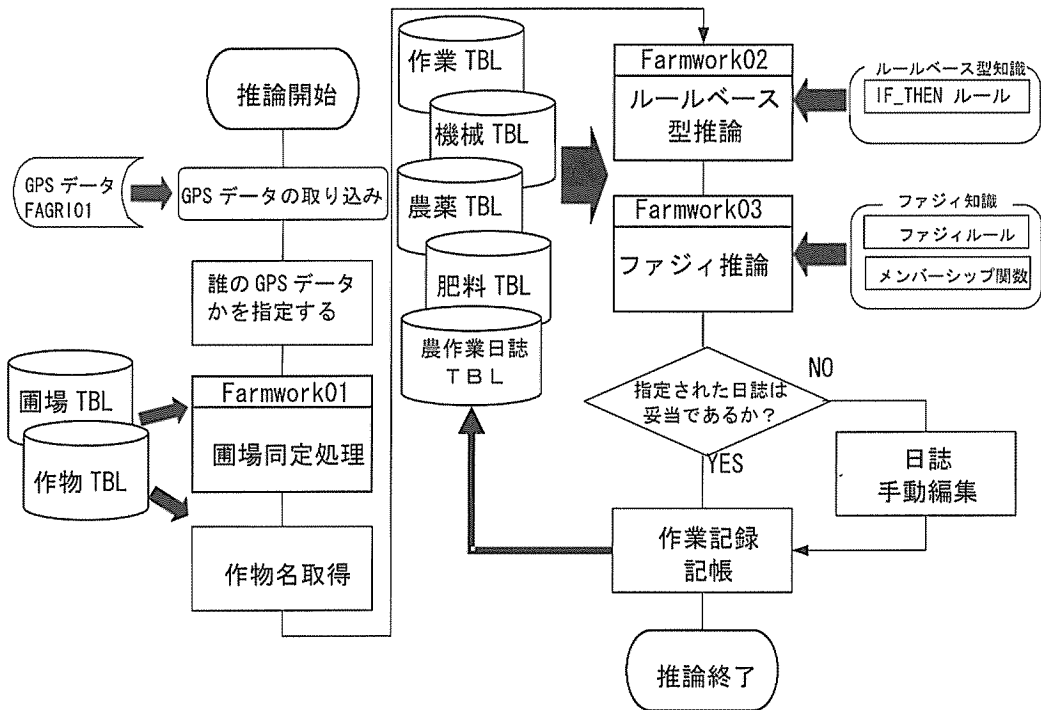 推論開始
GPS データ
FAGRI01
GPS データの取り込み
誰の GPS データ
かを指定する
圃場 TBL
作物 TBL
Farmwork01
圃場同定処理
作物名取得
作業 TBL
機械 TBL
農薬 TBL
肥料 TBL
農作業日誌
TBL
Farmwork02
ルールベース
型推論
ルールベース型知識
IF_THEN ルール
Farmwork03
ファジィ推論
ファジィ知識
ファジィルール
メンバーシップ関数
指定された日誌は
妥当であるか？
NO
YES
日誌
手動編集
作業記録
記帳
推論終了